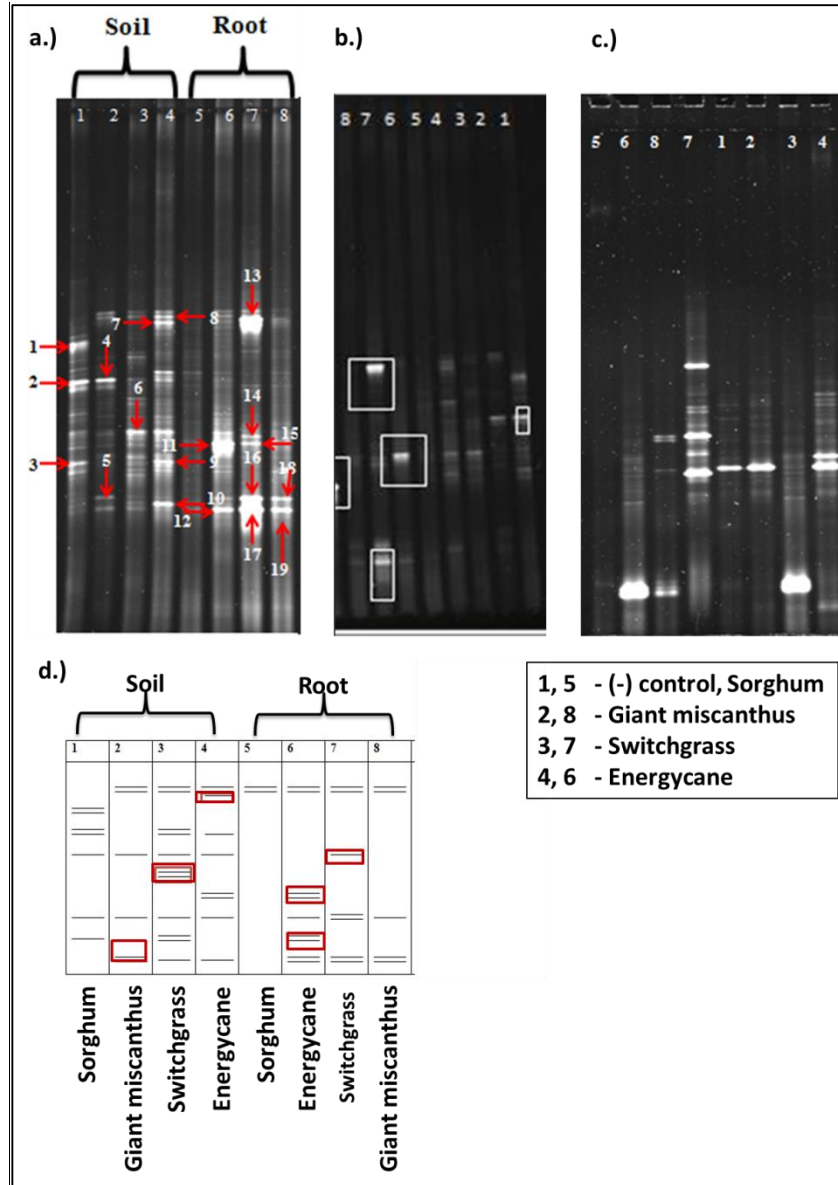 a.)
Soil Root
1 2 3 4 5 6 7 8
13
7 8
1 4
2 6
14
11 15
3 9 16 18
5 10
12
17 19
b.)
8 7 6 5 4 3 2 1
c.)
5 6 8 7 1 2 3 4
d.)
Soil Root
1 2 3 4 5 6 7 8
Sorghum
Giant miscanthus
Switchgrass
Energycane
Sorghum
Energycane
Switchgrass
Giant miscanthus
1, 5 - (-) control, Sorghum
2, 8 - Giant miscanthus
3, 7 - Switchgrass
4, 6 - Energycane